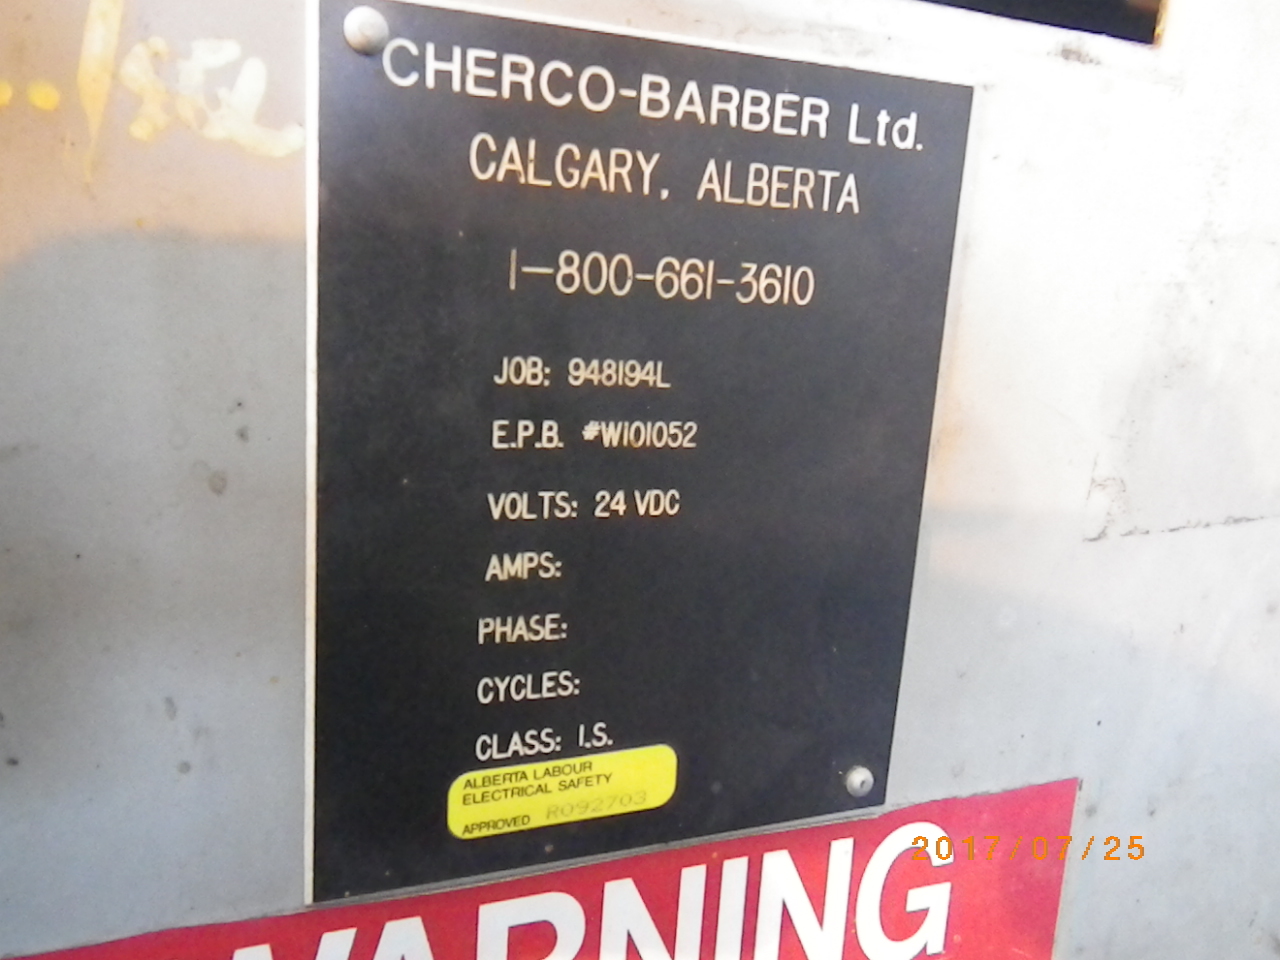 CHERCO-BARBER Ltd.
CALGARY, ALBERTA
1-800-661-3610
JOB: 948194L
E.P.B. #W101052
VOLTS: 24 VDC
AMPS:
PHASE:
CYCLES:
CLASS: I.S.
ALBERTA LABOUR
ELECTRICAL SAFETY
APPROVED R092703
WARNING
2017/07/25